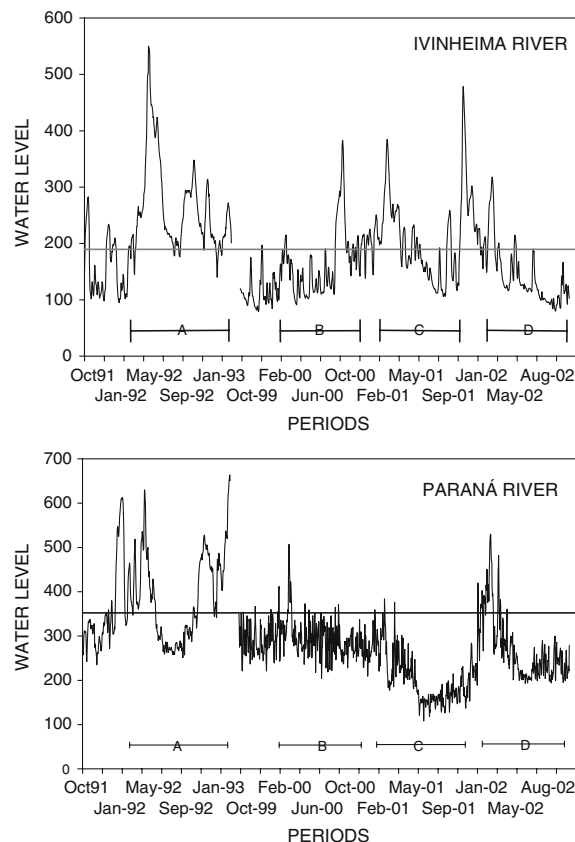 600
IVINHEIMA RIVER
500
400
300
200
100
0
WATER LEVEL
A
B
C
D
Oct91
May-92
Jan-93
Feb-00
Oct-00
May-01
Jan-02
Aug-02
Jan-92
Sep-92
Oct-99
Jun-00
Feb-01
Sep-01
May-02
PERIODS
700
PARANÁ RIVER
600
500
400
300
200
100
0
WATER LEVEL
A
B
C
D
Oct91
May-92
Jan-93
Feb-00
Oct-00
May-01
Jan-02
Aug-02
Jan-92
Sep-92
Oct-99
Jun-00
Feb-01
Sep-01
May-02
PERIODS